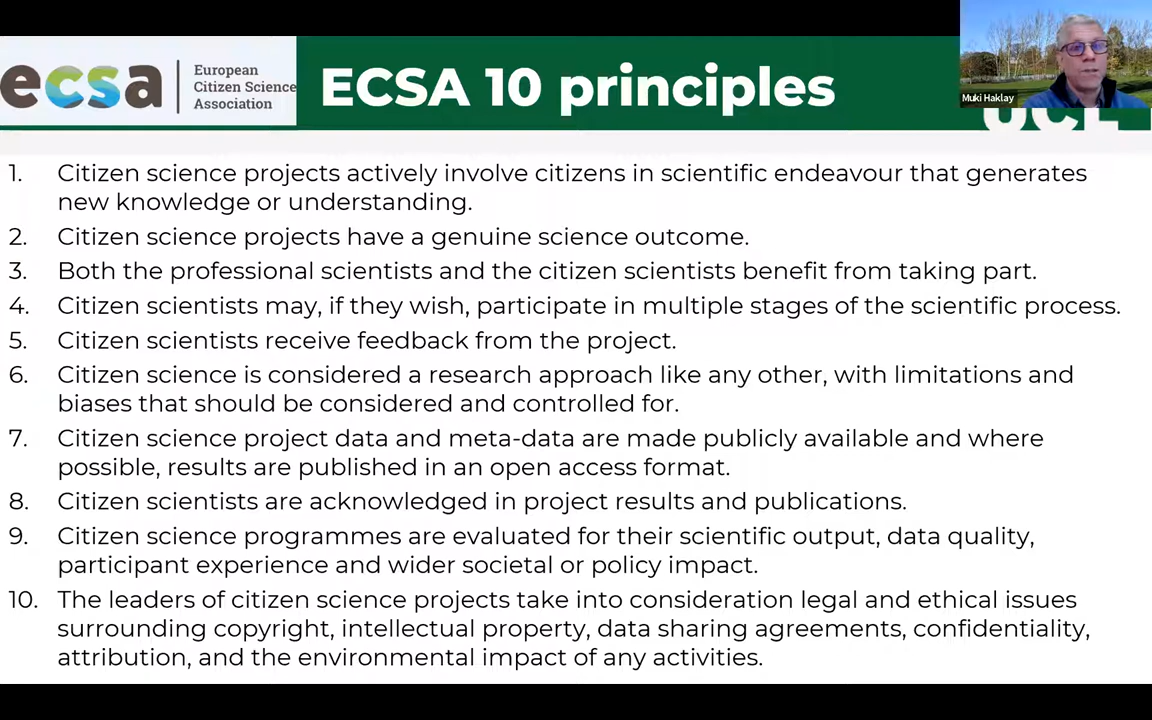 ecsa
European
Citizen Science
Association
ECSA 10 principles
Muki Haklay
UCL
1. Citizen science projects actively involve citizens in scientific endeavour that generates
new knowledge or understanding.
2. Citizen science projects have a genuine science outcome.
3. Both the professional scientists and the citizen scientists benefit from taking part.
4. Citizen scientists may, if they wish, participate in multiple stages of the scientific process.
5. Citizen scientists receive feedback from the project.
6. Citizen science is considered a research approach like any other, with limitations and
biases that should be considered and controlled for.
7. Citizen science project data and meta-data are made publicly available and where
possible, results are published in an open access format.
8. Citizen scientists are acknowledged in project results and publications.
9. Citizen science programmes are evaluated for their scientific output, data quality,
participant experience and wider societal or policy impact.
10. The leaders of citizen science projects take into consideration legal and ethical issues
surrounding copyright, intellectual property, data sharing agreements, confidentiality,
attribution, and the environmental impact of any activities.